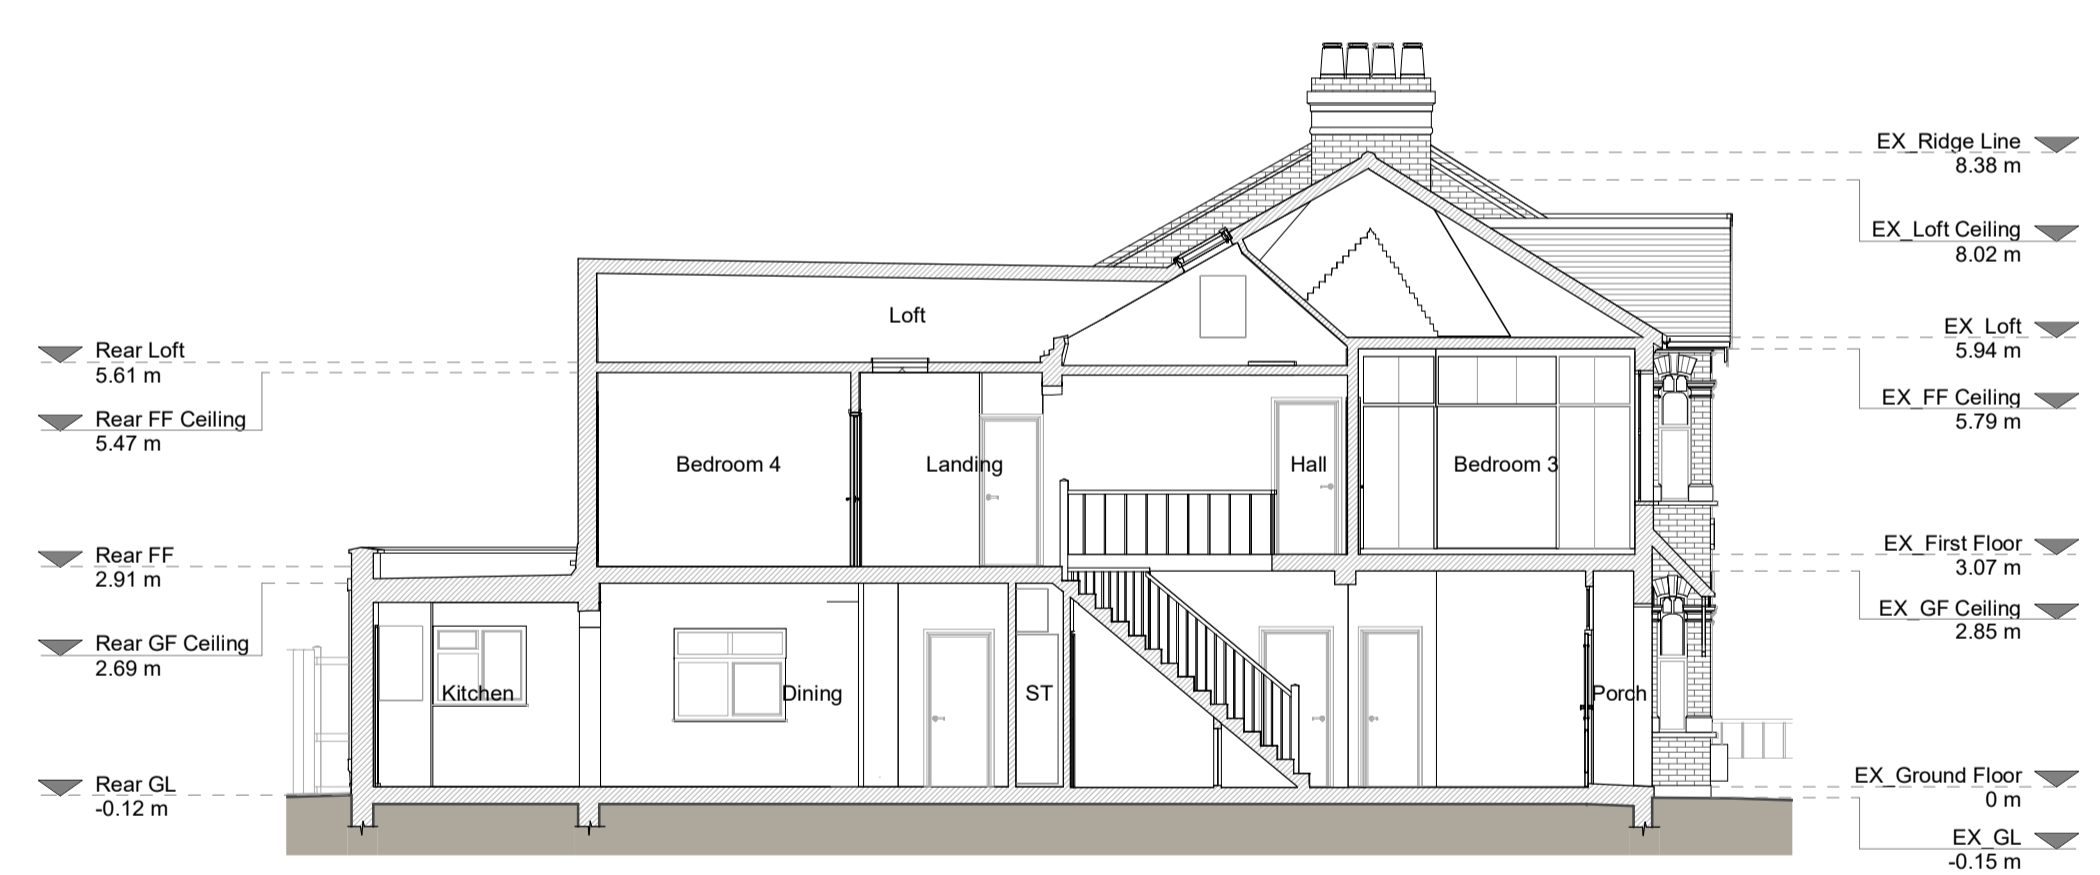 EX_Ridge Line
8.38 m
EX_Loft Ceiling
8.02 m
Loft
EX_Loft
5.94 m
Rear Loft
5.61 m
EX_FF Ceiling
5.79 m
Rear FF Ceiling
5.47 m
Bedroom 4
Landing
Hall
Bedroom 3
EX_First Floor
3.07 m
Rear FF
2.91 m
EX_GF Ceiling
2.85 m
Rear GF Ceiling
2.69 m
Kitchen
Dining
ST
Porch
EX_Ground Floor
0 m
Rear GL
-0.12 m
EX_GL
-0.15 m